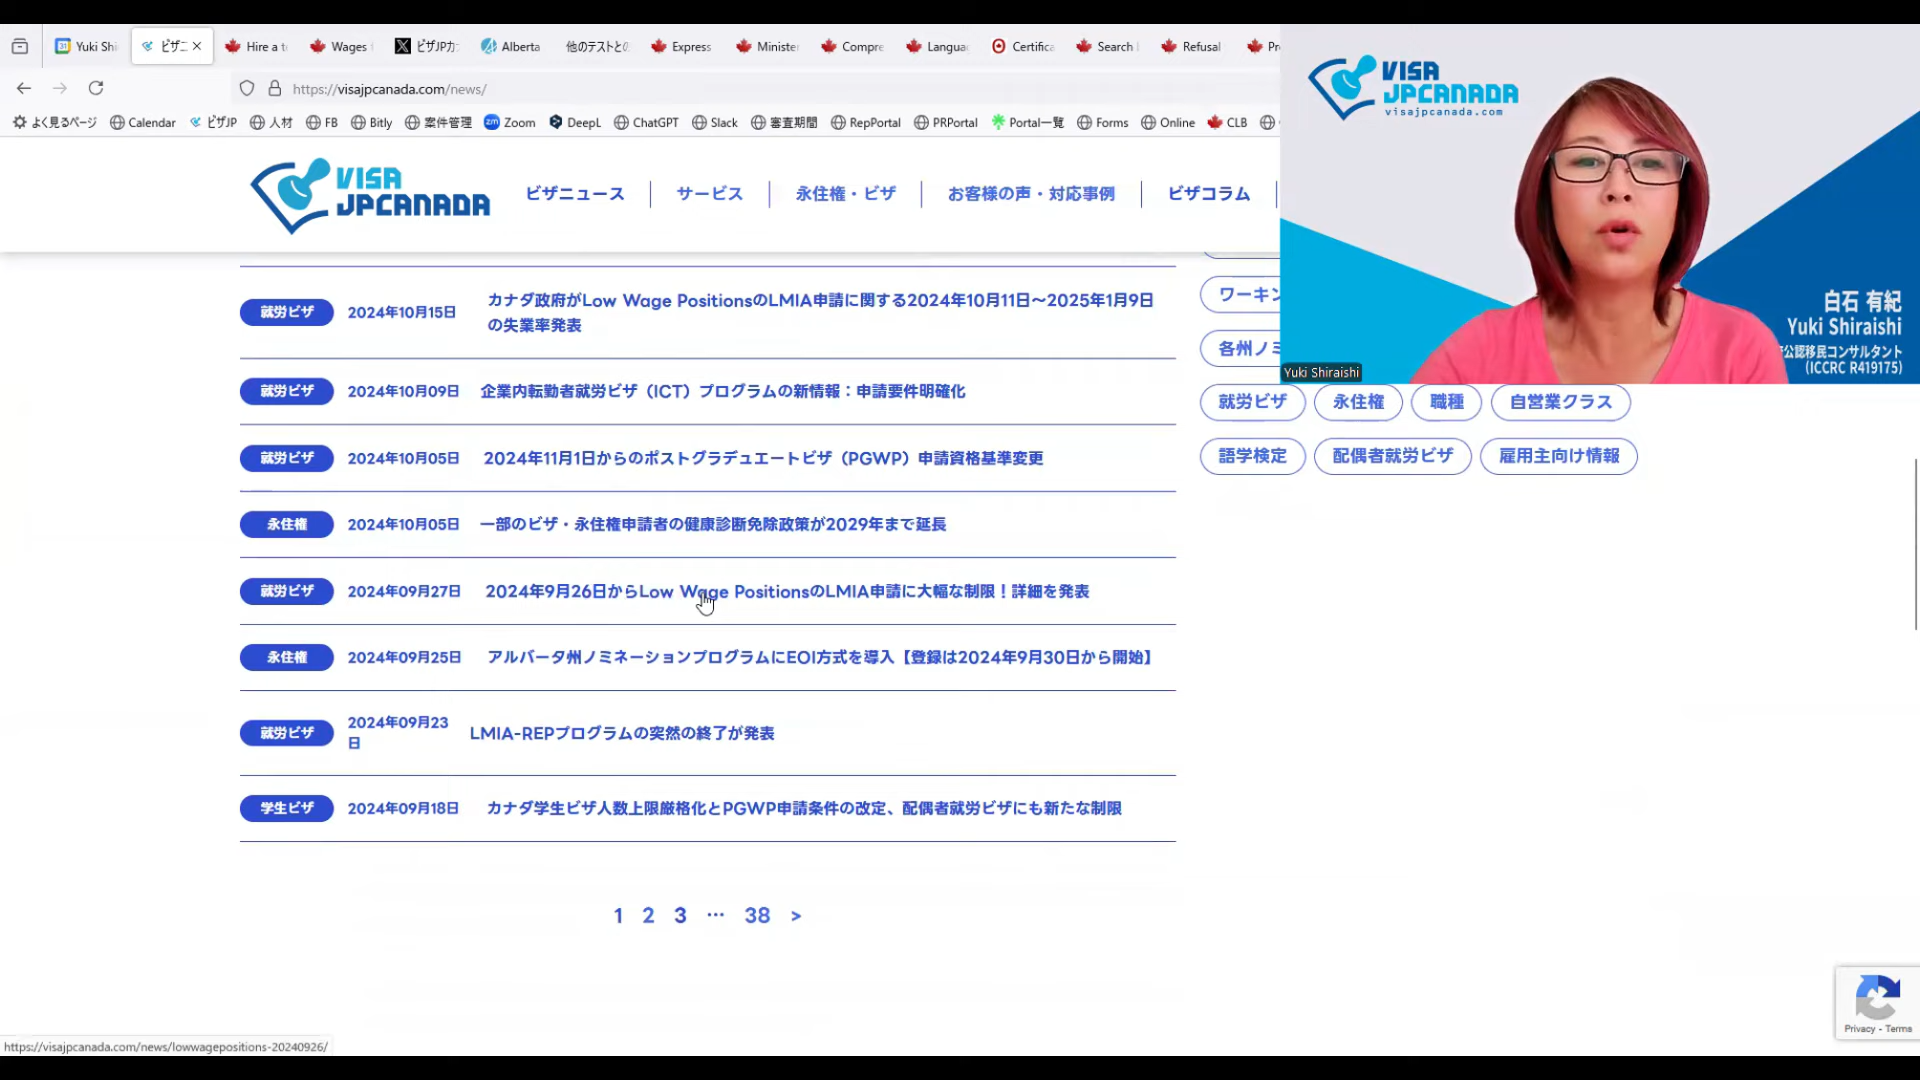 Yuki Shi
ビザニ
Hire a t
Wages
ビザJPカ
Alberta
他のテストとの
Express
Ministe
Compre
Langua
Certifica
Search
Refusal
Pr
https://visajpcanada.com/news/
よく見るページ
Calendar
ビザJP
人材
FB
Bitly
案件管理
Zoom
DeepL
ChatGPT
Slack
審査期間
RepPortal
PRPortal
Portal一覧
Forms
Online
CLB
VISA
JPCANADA
ビザニュース
サービス
永住権・ビザ
お客様の声・対応事例
ビザコラム
VISA
JPCANADA
visajpcanada.com
白石 有紀
Yuki Shiraishi
公認移民コンサルタント
(ICCRC R419175)
Yuki Shiraishi
就労ビザ 2024年10月15日 カナダ政府がLow Wage PositionsのLMIA申請に関する2024年10月11日〜2025年1月9日
の失業率発表
就労ビザ 2024年10月09日 企業内転勤者就労ビザ（ICT）プログラムの新情報：申請要件明確化
就労ビザ 2024年10月05日 2024年11月1日からのポストグラデュエートビザ（PGWP）申請資格基準変更
永住権 2024年10月05日 一部のビザ・永住権申請者の健康診断免除政策が2029年まで延長
就労ビザ 2024年09月27日 2024年9月26日からLow Wage PositionsのLMIA申請に大幅な制限！詳細を発表
永住権 2024年09月25日 アルバータ州ノミネーションプログラムにEOI方式を導入【登録は2024年9月30日から開始】
就労ビザ 2024年09月23
日 LMIA-REPプログラムの突然の終了が発表
学生ビザ 2024年09月18日 カナダ学生ビザ人数上限厳格化とPGWP申請条件の改定、配偶者就労ビザにも新たな制限
ワーキン
各州ノミ
就労ビザ 永住権 職種 自営業クラス
語学検定 配偶者就労ビザ 雇用主向け情報
1 2 3 … 38 >
Privacy - Terms
https://visajpcanada.com/news/lowwagepositions-20240926/